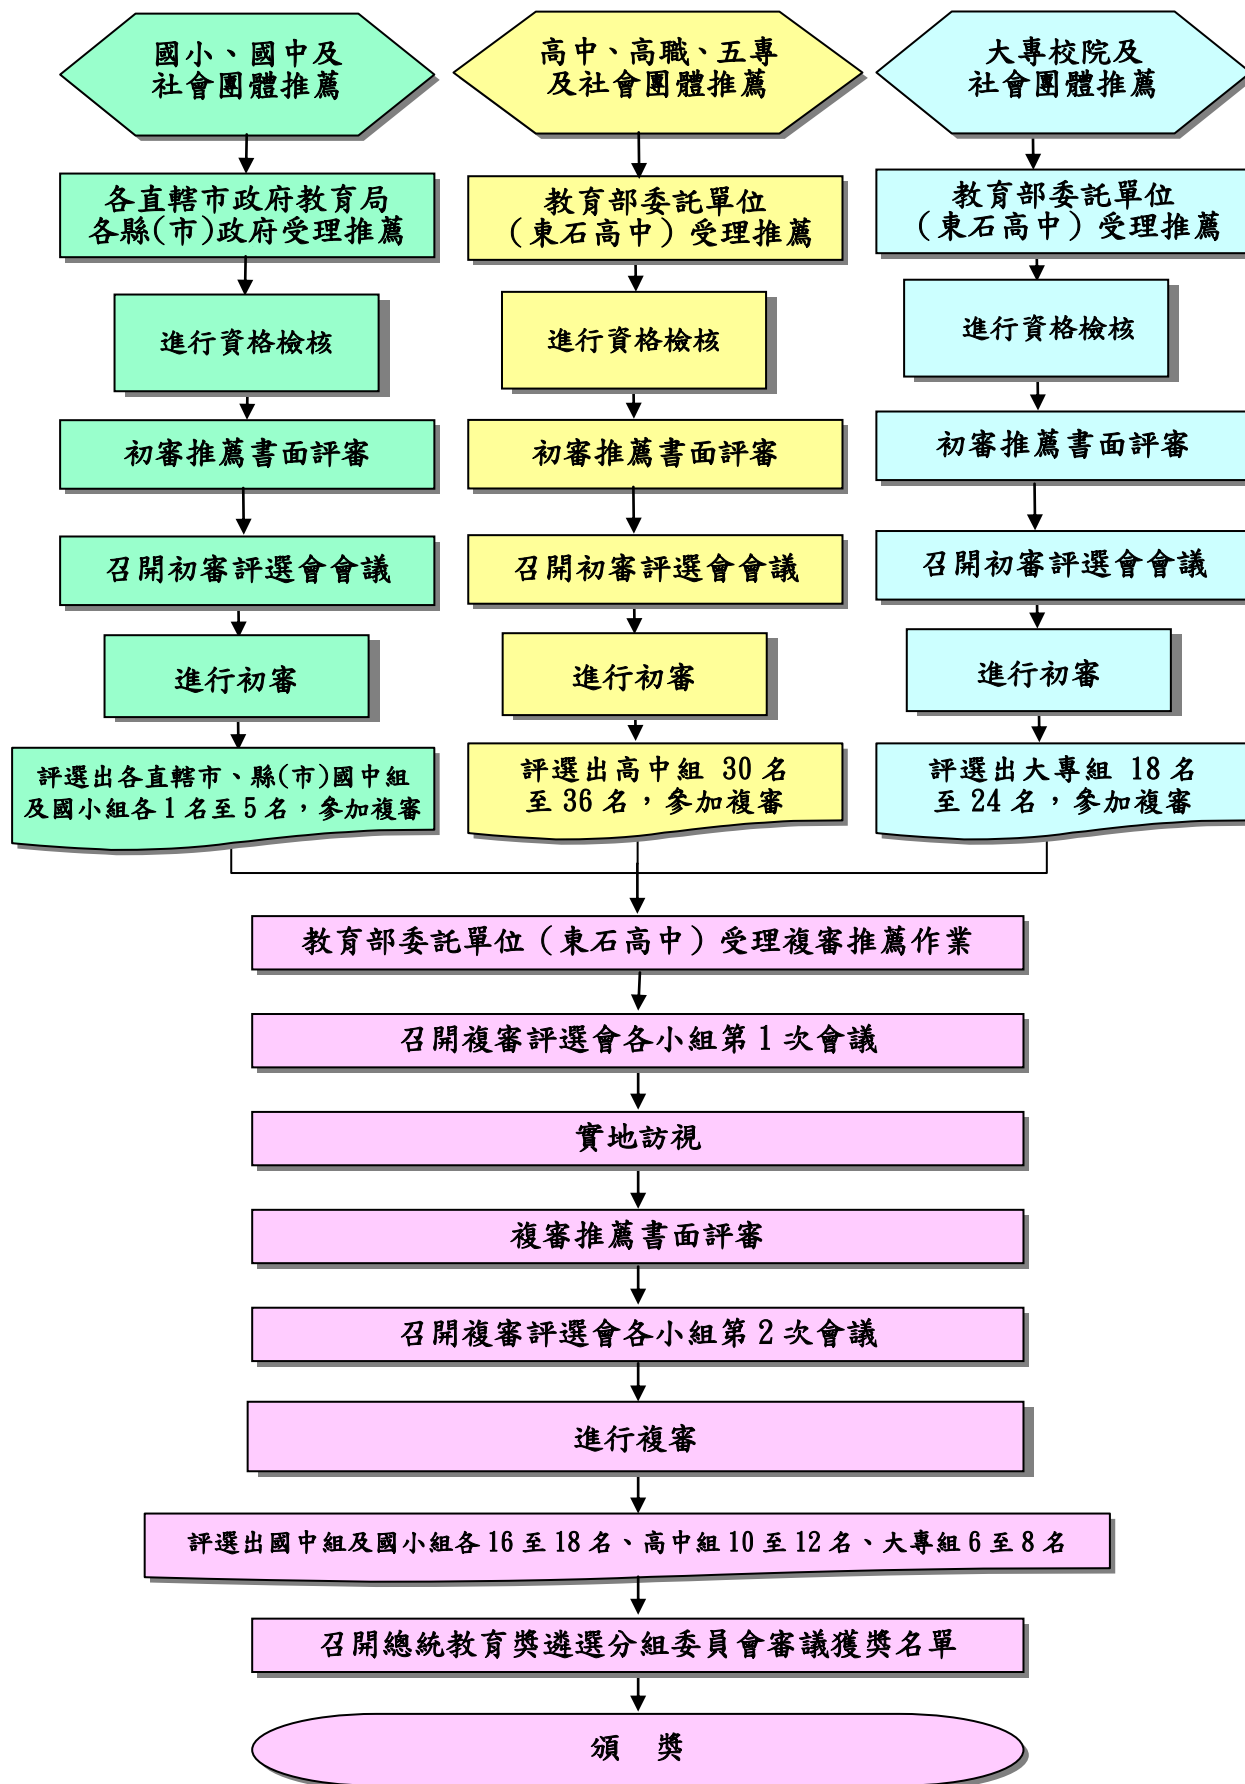 國小、國中及
社會團體推薦
各直轄市政府教育局
各縣(市)政府受理推薦
進行資格檢核
初審推薦書面評審
召開初審評選會會議
進行初審
評選出各直轄市、縣(市)國中組
及國小組各1名至5名，參加複審
高中、高職、五專
及社會團體推薦
教育部委託單位
（東石高中）受理推薦
進行資格檢核
初審推薦書面評審
召開初審評選會會議
進行初審
評選出高中組 30名
至36名，參加複審
大專校院及
社會團體推薦
教育部委託單位
（東石高中）受理推薦
進行資格檢核
初審推薦書面評審
召開初審評選會會議
進行初審
評選出大專組 18名
至24名，參加複審
教育部委託單位（東石高中）受理複審推薦作業
召開複審評選會各小組第1次會議
實地訪視
複審推薦書面評審
召開複審評選會各小組第2次會議
進行複審
評選出國中組及國小組各16至18名、高中組10至12名、大專組6至8名
召開總統教育獎遴選分組委員會審議獲獎名單
頒 獎